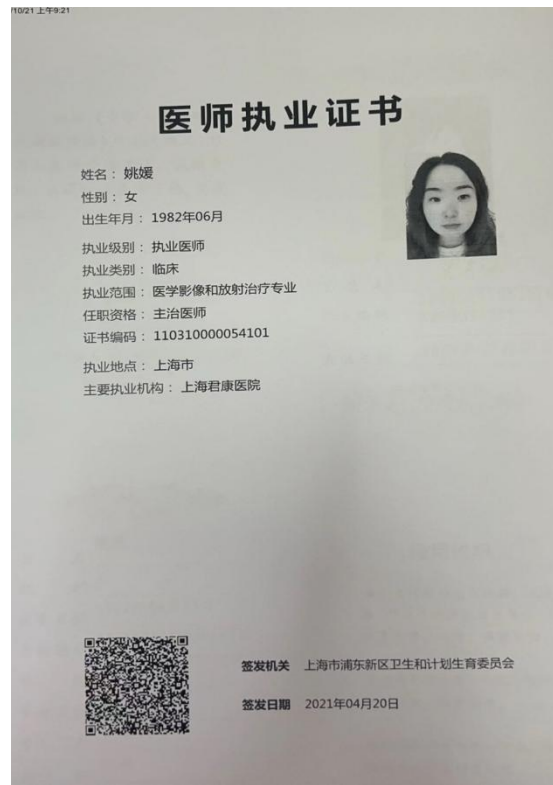 /10/21 上午9:21
医师执业证书
姓名：姚媛
性别：女
出生年月：1982年06月
执业级别：执业医师
执业类别：临床
执业范围：医学影像和放射治疗专业
任职资格：主治医师
证书编码：110310000054101
执业地点：上海市
主要执业机构：上海君康医院
签发机关 上海市浦东新区卫生和计划生育委员会
签发日期 2021年04月20日